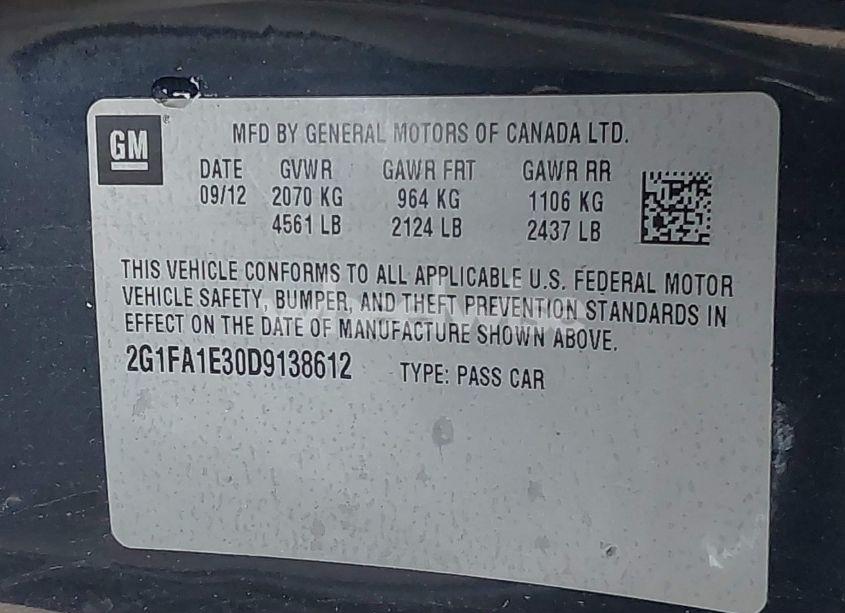 GM
MFD BY GENERAL MOTORS OF CANADA LTD.
DATE GVWR GAWR FRT GAWR RR
09/12 2070 KG 964 KG 1106 KG
4561 LB 2124 LB 2437 LB
THIS VEHICLE CONFORMS TO ALL APPLICABLE U.S. FEDERAL MOTOR
VEHICLE SAFETY, BUMPER, AND THEFT PREVENTION STANDARDS IN
EFFECT ON THE DATE OF MANUFACTURE SHOWN ABOVE.
2G1FA1E30D9138612 TYPE: PASS CAR